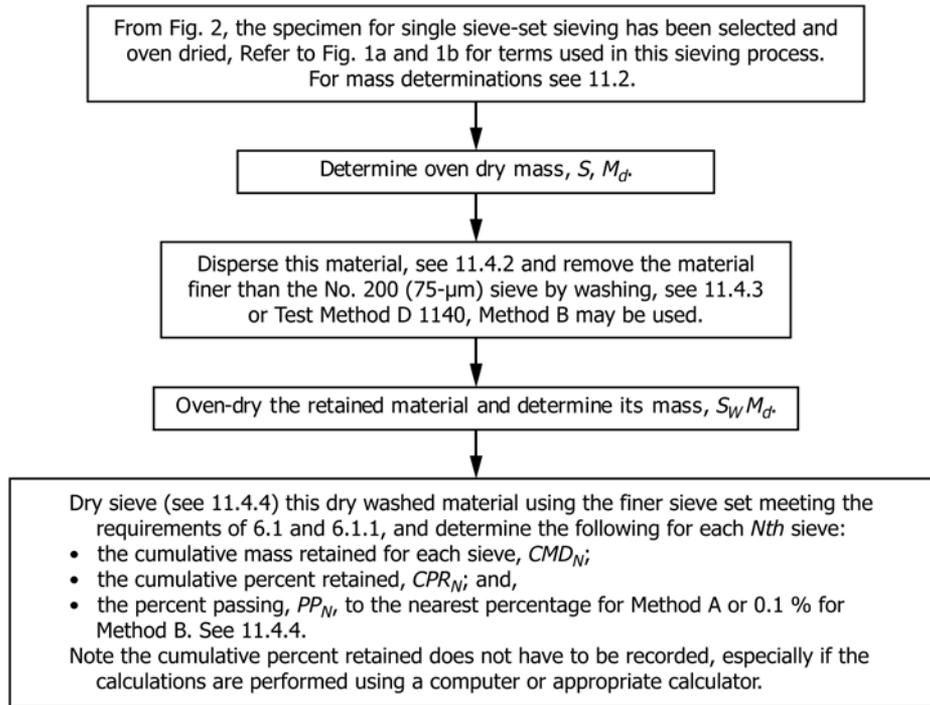 From Fig. 2, the specimen for single sieve-set sieving has been selected and
oven dried, Refer to Fig. 1a and 1b for terms used in this sieving process.
For mass determinations see 11.2.
Determine oven dry mass, S, Md.
Disperse this material, see 11.4.2 and remove the material
finer than the No. 200 (75-μm) sieve by washing, see 11.4.3
or Test Method D 1140, Method B may be used.
Oven-dry the retained material and determine its mass, SWMd.
Dry sieve (see 11.4.4) this dry washed material using the finer sieve set meeting the
requirements of 6.1 and 6.1.1, and determine the following for each Nth sieve:
• the cumulative mass retained for each sieve, CMDN;
• the cumulative percent retained, CPRN; and,
• the percent passing, PPN, to the nearest percentage for Method A or 0.1 % for
Method B. See 11.4.4.
Note the cumulative percent retained does not have to be recorded, especially if the
calculations are performed using a computer or appropriate calculator.